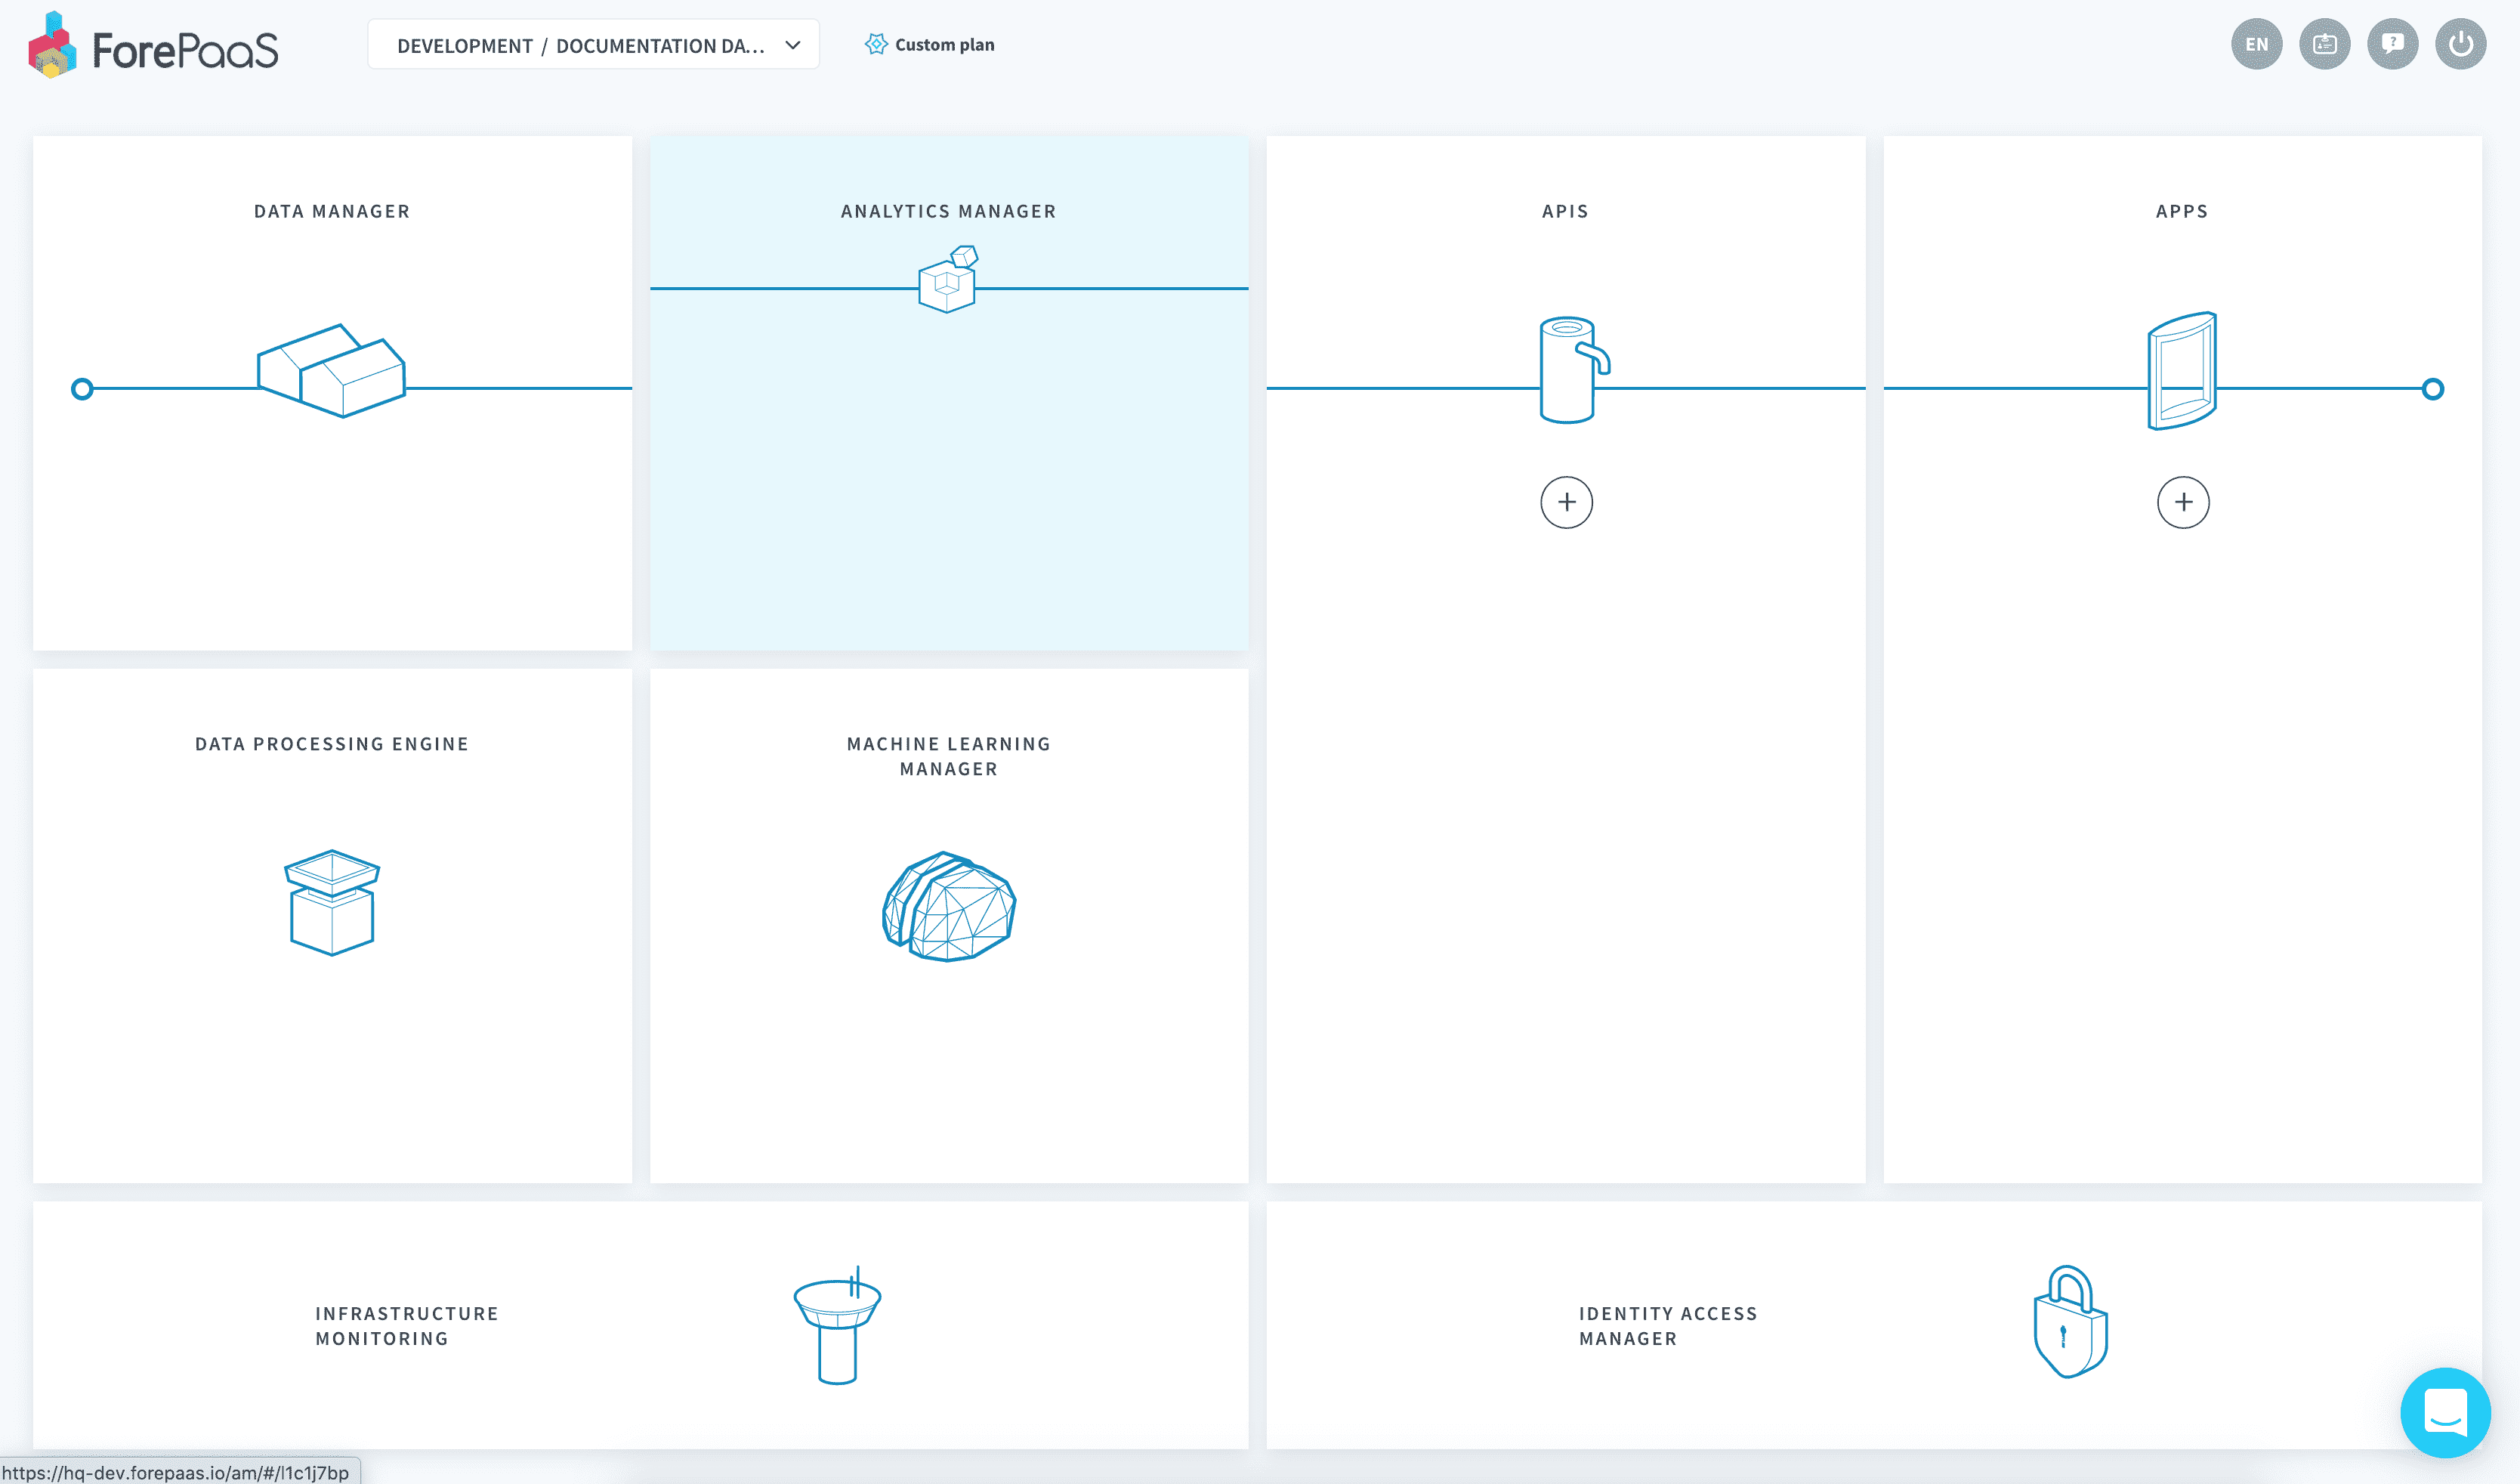 ForePaaS
DEVELOPMENT / DOCUMENTATION DA...
Custom plan
EN
?
DATA MANAGER
ANALYTICS MANAGER
APIS
APPS
DATA PROCESSING ENGINE
MACHINE LEARNING
MANAGER
INFRASTRUCTURE
MONITORING
IDENTITY ACCESS
MANAGER
https://hq-dev.forepaas.io/am/#/l1c1j7bp